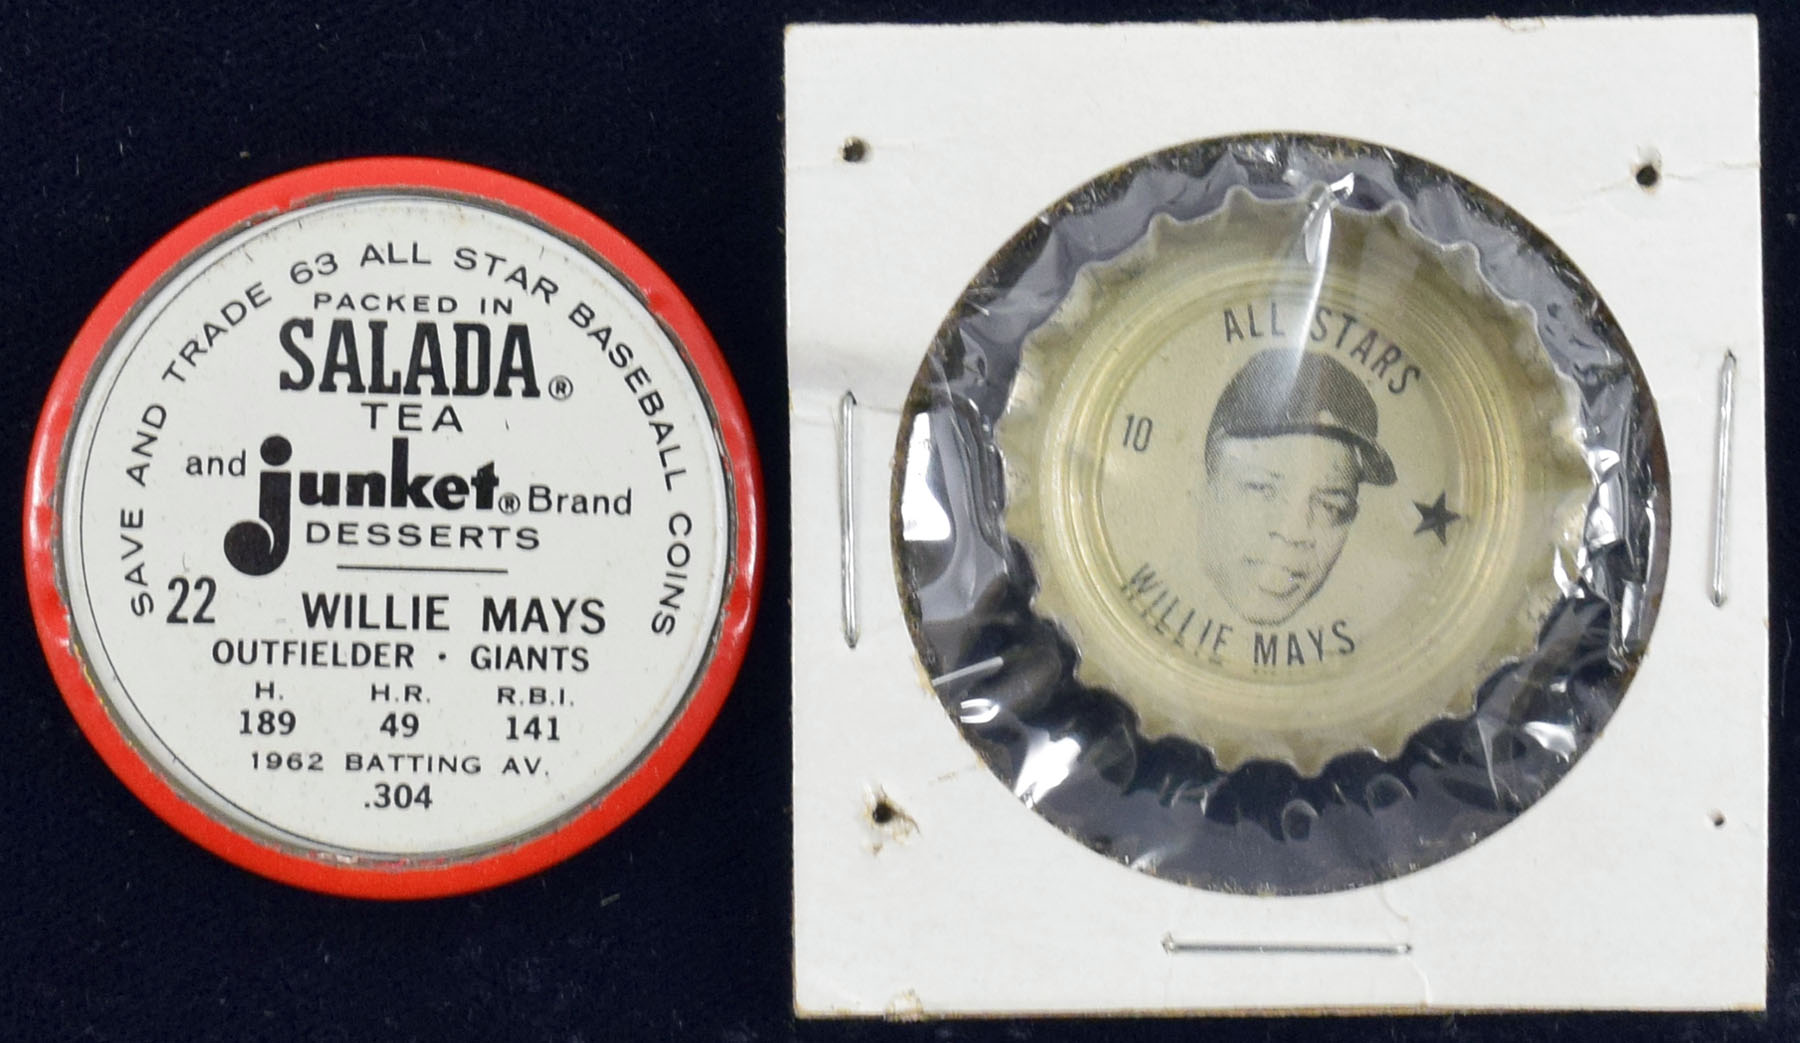 SAVE AND TRADE 63 ALL STAR BASEBALL COINS
PACKED IN
SALADA®
TEA
and junket® Brand
DESSERTS
22 WILLIE MAYS
OUTFIELDER · GIANTS
H. H.R. R.B.I.
189 49 141
1962 BATTING AV.
.304
ALL STARS
10
WILLIE MAYS